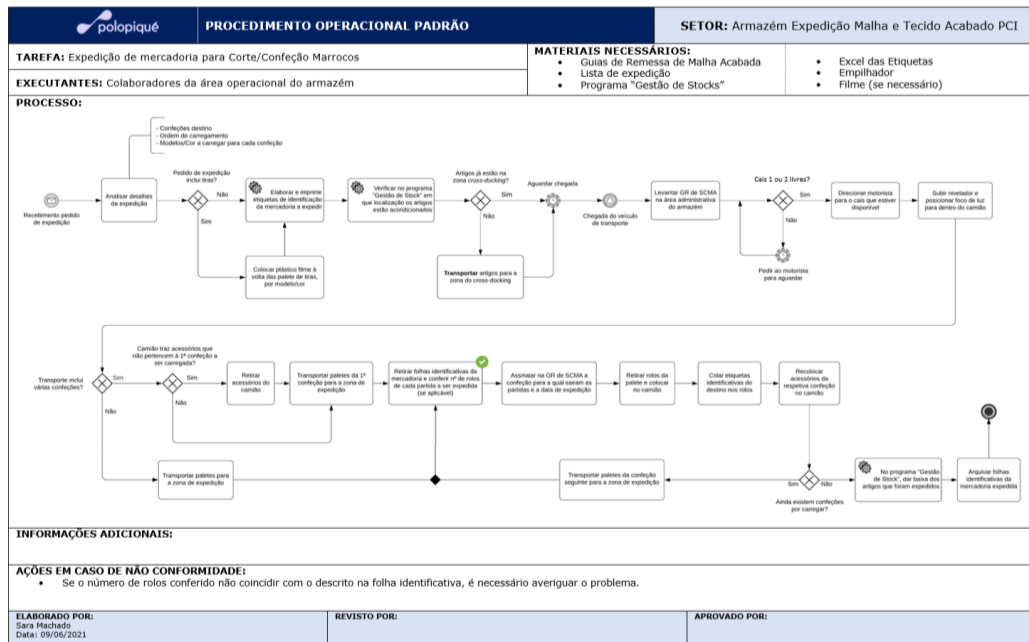 polopiqué
PROCEDIMENTO OPERACIONAL PADRÃO
SETOR: Armazém Expedição Malha e Tecido Acabado PCI
TAREFA: Expedição de mercadoria para Corte/Confeção Marrocos
EXECUTANTES: Colaboradores da área operacional do armazém
MATERIAIS NECESSÁRIOS:
• Guias de Remessa de Malha Acabada
• Lista de expedição
• Programa “Gestão de Stocks”
• Excel das Etiquetas
• Empilhador
• Filme (se necessário)
PROCESSO:
- Confeções destino
- Ordem de carregamento
- Modelos/Cor a carregar para cada confeção
Recebimento pedido
de expedição
Analisar detalhes
da expedição
Pedido de expedição
inclui tiras?
Não
Sim
Colocar plástico filme à
volta das palete de tiras,
por modelo/cor
Elaborar e imprimir
etiquetas de identificação
da mercadoria a expedir
Verificar no programa
"Gestão de Stock" em
que localização os artigos
estão acondicionados
Artigos já estão na
zona cross-docking?
Sim
Não
Transportar artigos para a
zona do cross-docking
Aguardar chegada
Chegada do veículo
de transporte
Levantar GR de SCMA
na área administrativa
do armazém
Cais 1 ou 2 livres?
Sim
Não
Pedir ao motorista
para aguardar
Direcionar motorista
para o cais que estiver
disponível
Subir nivelador e
posicionar foco de luz
para dentro do camião
Transporte inclui
várias confeções?
Sim
Não
Camião traz acessórios que
não pertencem à 1ª confeção a
ser carregada?
Sim
Não
Retirar
acessórios do
camião
Transportar paletes da 1ª
confeção para a zona de
expedição
Retirar folhas identificativas da
mercadoria e conferir nº de rolos
de cada partida a ser expedida
(se aplicável)
Assinalar na GR de SCMA a
confeção para a qual saíram as
partidas e a data de expedição
Retirar rolos da
palete e colocar
no camião
Colar etiquetas
identificativas do
destino nos rolos
Recolocar
acessórios da
respetiva confeção
no camião
Transportar paletes para
a zona de expedição
Transportar paletes da confeção
seguinte para a zona de expedição
Sim
Não
Ainda existem confeções
por carregar?
No programa "Gestão
de Stock", dar baixa dos
artigos que foram expedidos
Arquivar folhas
identificativas da
mercadoria expedida
INFORMAÇÕES ADICIONAIS:
AÇÕES EM CASO DE NÃO CONFORMIDADE:
• Se o número de rolos conferido não coincidir com o descrito na folha identificativa, é necessário averiguar o problema.
ELABORADO POR:
Sara Machado
Data: 09/06/2021
REVISTO POR:
APROVADO POR: